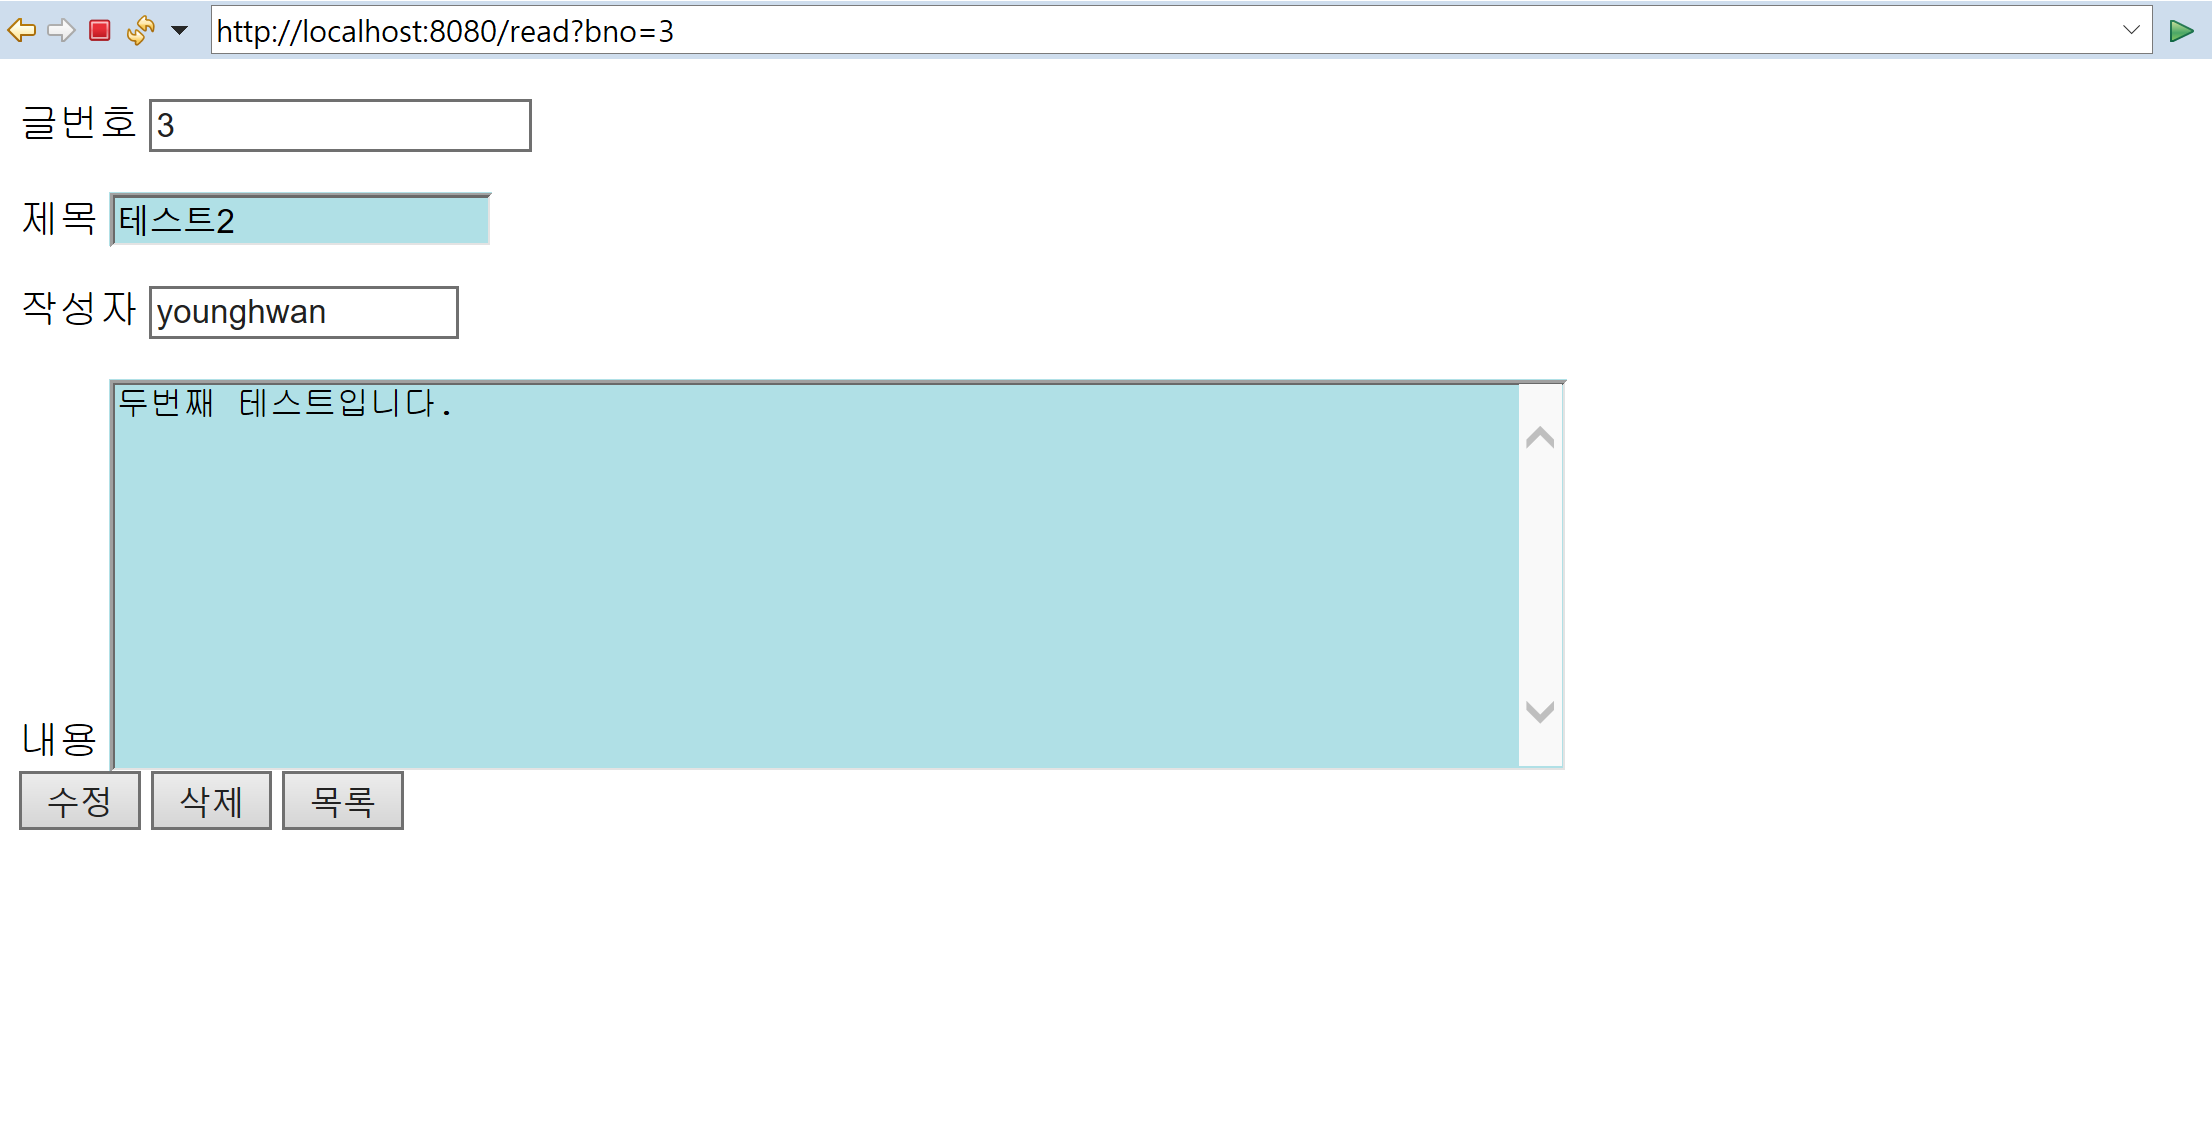 http://localhost:8080/read?bno=3
글번호 3
제목 테스트2
작성자 younghwan
두번째 테스트입니다.
내용
수정 삭제 목록